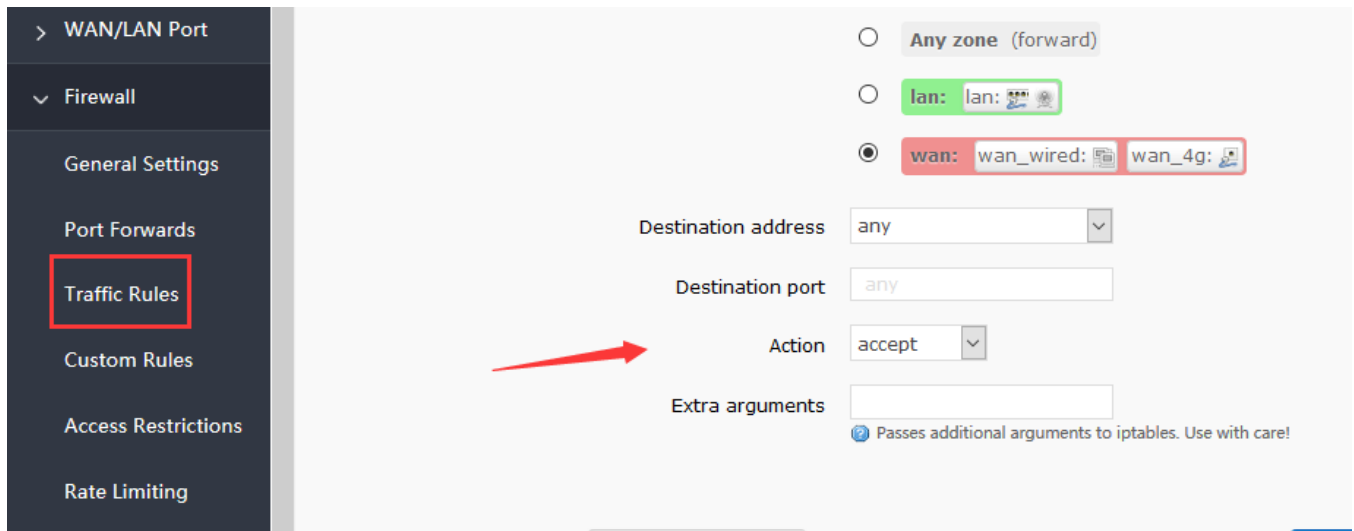 WAN/LAN Port
Firewall
General Settings
Port Forwards
Traffic Rules
Custom Rules
Access Restrictions
Rate Limiting
Any zone (forward)
lan: lan:
wan: wan_wired: wan_4g:
Destination address any
Destination port any
Action accept
Extra arguments
Passes additional arguments to iptables. Use with care!